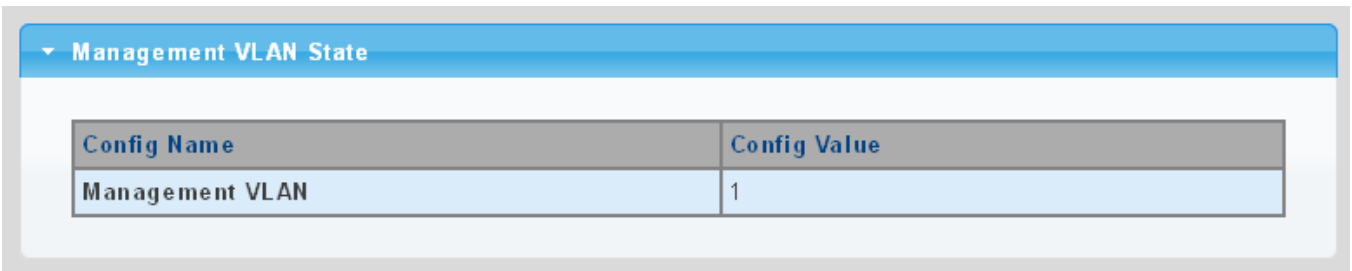 Management VLAN State
Config Name Config Value
Management VLAN 1